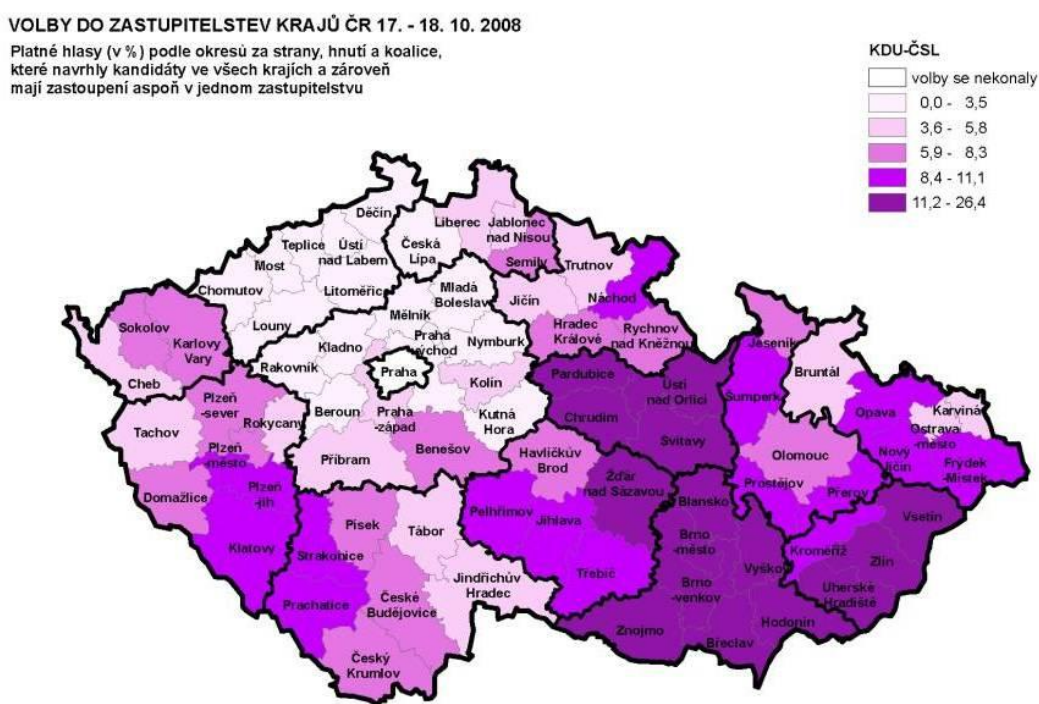 VOLBY DO ZASTUPITELSTEV KRAJŮ ČR 17. - 18. 10. 2008
Platné hlasy (v %) podle okresů za strany, hnutí a koalice,
které navrhly kandidáty ve všech krajích a zároveň
mají zastoupení aspoň v jednom zastupitelstvu
KDU-ČSL
volby se nekonaly
0,0 - 3,5
3,6 - 5,8
5,9 - 8,3
8,4 - 11,1
11,2 - 26,4
Děčín
Liberec
Jablonec
nad Nisou
Teplice
Ústí
nad Labem
Česká
Lípa
Semily
Most
Trutnov
Chomutov
Litoměřic
Mladá
Boleslav
Jičín
Náchod
Louny
Mělník
Sokolov
Karlovy
Vary
Kladno
Praha
-východ
Nymburk
Hradec
Králové
Rychnov
nad Kněžnou
Jeseník
Rakovník
Praha
Cheb
Kolín
Pardubice
Ústí
nad Orlicí
Bruntál
Plzeň
-sever
Šumperk
Rokycany
Beroun
Praha
-západ
Kutná
Hora
Chrudim
Opava
Karviná
Ostrava
-město
Tachov
Plzeň
-město
Benešov
Svitavy
Havlíčkův
Brod
Olomouc
Nový
Jičín
Frýdek
-Místek
Příbram
Domažlice
Plzeň
-jih
Žďár
nad Sázavou
Prostějov
Přerov
Blansko
Pelhřimov
Jihlava
Písek
Tábor
Vsetín
Klatovy
Strakonice
Brno
-město
Kroměříž
Zlín
Třebíč
Vyško
Jindřichův
Hradec
Brno
-venkov
Uherské
Hradiště
Prachatice
České
Budějovice
Hodonín
Znojmo
Břeclav
Český
Krumlov